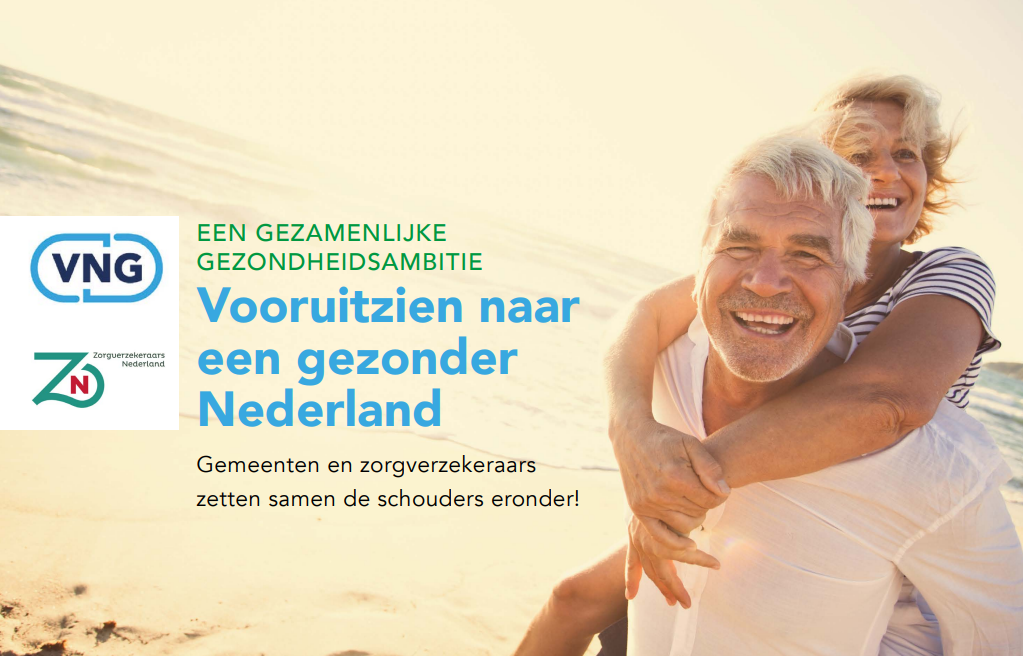 VNG
Zorgverzekeraars
Nederland
ZN
EEN GEZAMENLIJKE
GEZONDHEIDSAMBITIE
Vooruitzien naar
een gezonder
Nederland
Gemeenten en zorgverzekeraars
zetten samen de schouders eronder!